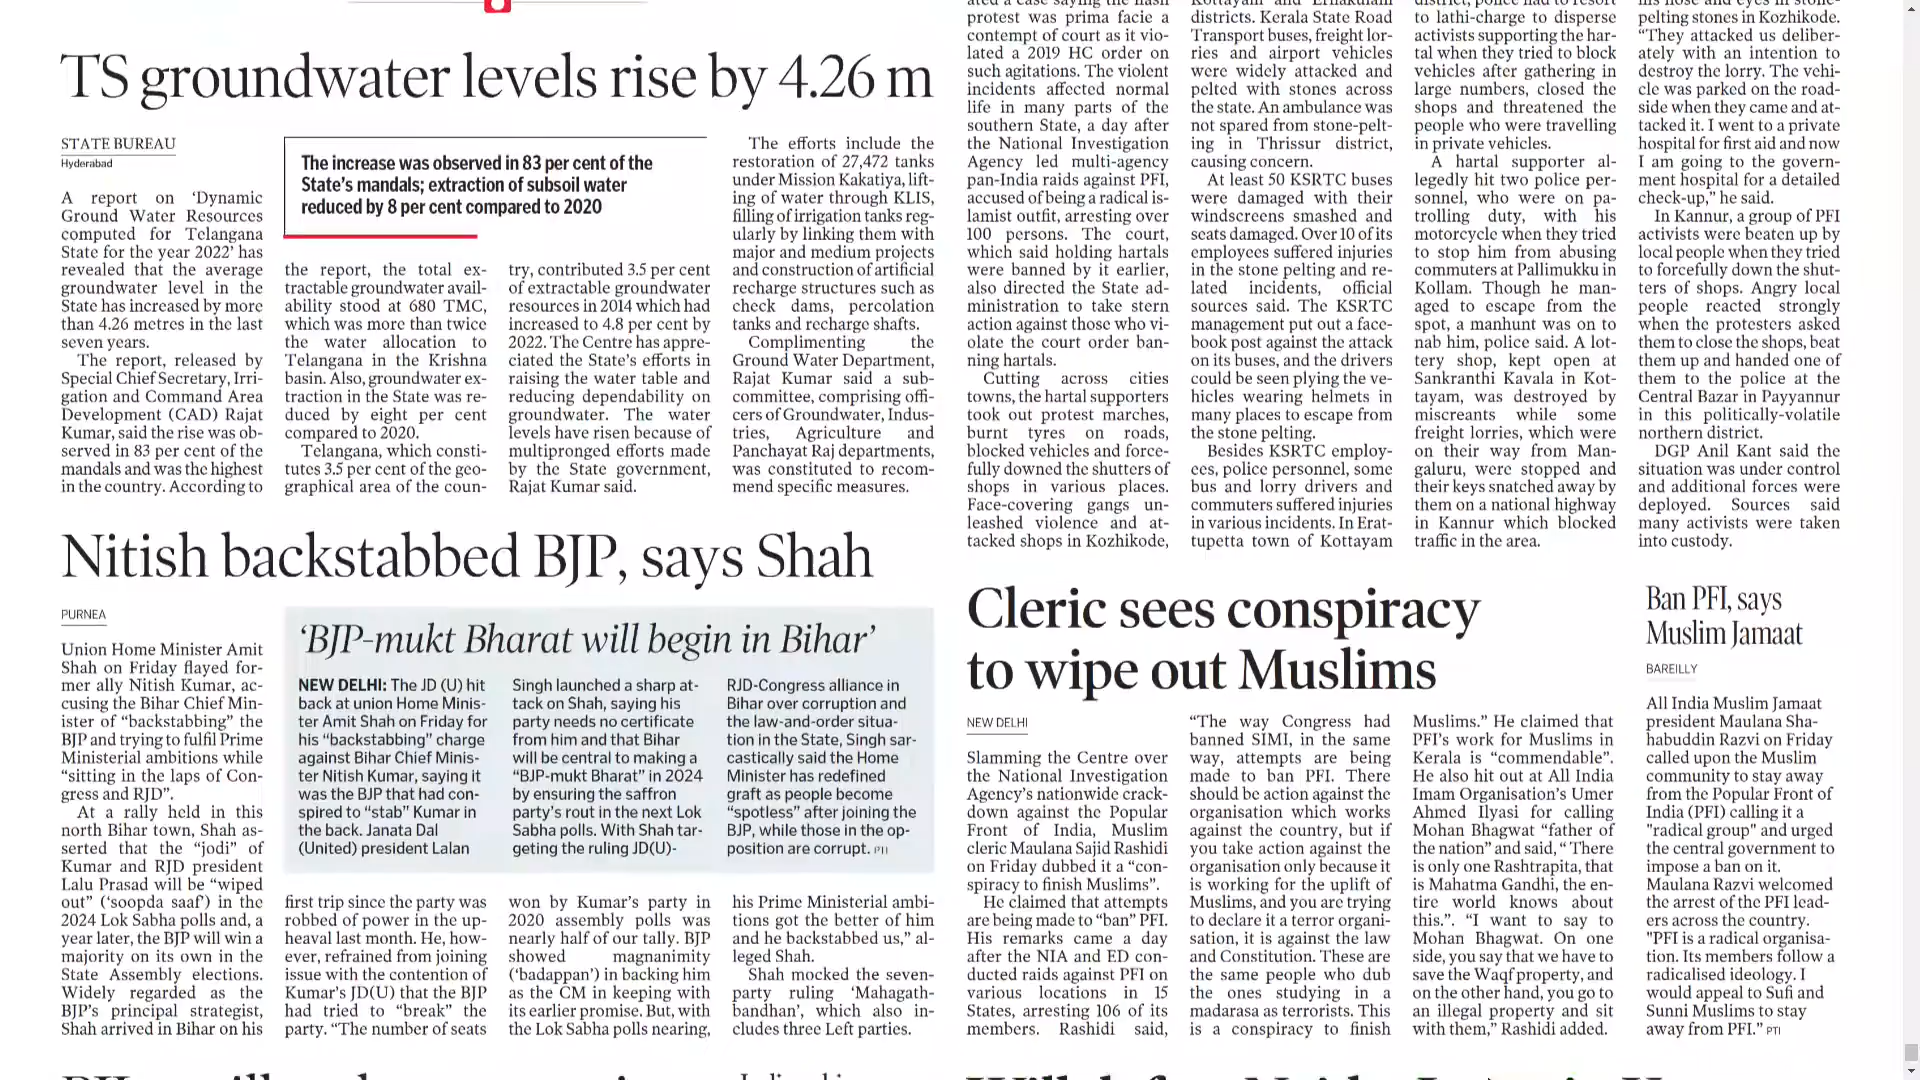 TS groundwater levels rise by 4.26 m
STATE BUREAU
Hyderabad
A report on ‘Dynamic
Ground Water Resources
computed for Telangana
State for the year 2022’ has
revealed that the average
groundwater level in the
State has increased by more
than 4.26 metres in the last
seven years.
The report, released by
Special Chief Secretary, Irri-
gation and Command Area
Development (CAD) Rajat
Kumar, said the rise was ob-
served in 83 per cent of the
mandals and was the highest
in the country. According to
The increase was observed in 83 per cent of the
State’s mandals; extraction of subsoil water
reduced by 8 per cent compared to 2020
the report, the total ex-
tractable groundwater avail-
ability stood at 680 TMC,
which was more than twice
the water allocation to
Telangana in the Krishna
basin. Also, groundwater ex-
traction in the State was re-
duced by eight per cent
compared to 2020.
Telangana, which consti-
tutes 3.5 per cent of the geo-
graphical area of the coun-
try, contributed 3.5 per cent
of extractable groundwater
resources in 2014 which had
increased to 4.8 per cent by
2022. The Centre has appre-
ciated the State’s efforts in
raising the water table and
reducing dependability on
groundwater. The water
levels have risen because of
multipronged efforts made
by the State government,
Rajat Kumar said.
The efforts include the
restoration of 27,472 tanks
under Mission Kakatiya, lift-
ing of water through KLIS,
filling of irrigation tanks reg-
ularly by linking them with
major and medium projects
and construction of artificial
recharge structures such as
check dams, percolation
tanks and recharge shafts.
Complimenting the
Ground Water Department,
Rajat Kumar said a sub-
committee, comprising offi-
cers of Groundwater, Indus-
tries, Agriculture and
Panchayat Raj departments,
was constituted to recom-
mend specific measures.
Nitish backstabbed BJP, says Shah
PURNEA
Union Home Minister Amit
Shah on Friday flayed for-
mer ally Nitish Kumar, ac-
cusing the Bihar Chief Min-
ister of “backstabbing” the
BJP and trying to fulfil Prime
Ministerial ambitions while
“sitting in the laps of Con-
gress and RJD”.
At a rally held in this
north Bihar town, Shah as-
serted that the “jodi” of
Kumar and RJD president
Lalu Prasad will be “wiped
out” (‘soopda saaf’) in the
2024 Lok Sabha polls and, a
year later, the BJP will win a
majority on its own in the
State Assembly elections.
Widely regarded as the
BJP’s principal strategist,
Shah arrived in Bihar on his
‘BJP-mukt Bharat will begin in Bihar’
NEW DELHI: The JD (U) hit
back at union Home Minis-
ter Amit Shah on Friday for
his “backstabbing” charge
against Bihar Chief Minis-
ter Nitish Kumar, saying it
was the BJP that had con-
spired to “stab” Kumar in
the back. Janata Dal
(United) president Lalan
Singh launched a sharp at-
tack on Shah, saying his
party needs no certificate
from him and that Bihar
will be central to making a
“BJP-mukt Bharat” in 2024
by ensuring the saffron
party’s rout in the next Lok
Sabha polls. With Shah tar-
geting the ruling JD(U)-
RJD-Congress alliance in
Bihar over corruption and
the law-and-order situa-
tion in the State, Singh sar-
castically said the Home
Minister has redefined
graft as people become
“spotless” after joining the
BJP, while those in the op-
position are corrupt. PTI
first trip since the party was
robbed of power in the up-
heaval last month. He, how-
ever, refrained from joining
issue with the contention of
Kumar’s JD(U) that the BJP
had tried to “break” the
party. “The number of seats
won by Kumar’s party in
2020 assembly polls was
nearly half of our tally. BJP
showed magnanimity
(‘badappan’) in backing him
as the CM in keeping with
its earlier promise. But, with
the Lok Sabha polls nearing,
his Prime Ministerial ambi-
tions got the better of him
and he backstabbed us,” al-
leged Shah.
Shah mocked the seven-
party ruling ‘Mahagath-
bandhan’, which also in-
cludes three Left parties.
protest was prima facie a
contempt of court as it vio-
lated a 2019 HC order on
such agitations. The violent
incidents affected normal
life in many parts of the
southern State, a day after
the National Investigation
Agency led multi-agency
pan-India raids against PFI,
accused of being a radical is-
lamist outfit, arresting over
100 persons. The court,
which said holding hartals
were banned by it earlier,
also directed the State ad-
ministration to take stern
action against those who vi-
olate the court order ban-
ning hartals.
Cutting across cities
towns, the hartal supporters
took out protest marches,
burnt tyres on roads,
blocked vehicles and force-
fully downed the shutters of
shops in various places.
Face-covering gangs un-
leashed violence and at-
tacked shops in Kozhikode,
Kottayam and Ernakulam
districts. Kerala State Road
Transport buses, freight lor-
ries and airport vehicles
were widely attacked and
pelted with stones across
the state. An ambulance was
not spared from stone-pelt-
ing in Thrissur district,
causing concern.
At least 50 KSRTC buses
were damaged with their
windscreens smashed and
seats damaged. Over 10 of its
employees suffered injuries
in the stone pelting and re-
lated incidents, official
sources said. The KSRTC
management put out a face-
book post against the attack
on its buses, and the drivers
could be seen plying the ve-
hicles wearing helmets in
many places to escape from
the stone pelting.
Besides KSRTC employ-
ees, police personnel, some
bus and lorry drivers and
commuters suffered injuries
in various incidents. In Erat-
tupetta town of Kottayam
district, police had to resort
to lathi-charge to disperse
activists supporting the har-
tal when they tried to block
vehicles after gathering in
large numbers, closed the
shops and threatened the
people who were travelling
in private vehicles.
A hartal supporter al-
legedly hit two police per-
sonnel, who were on pa-
trolling duty, with his
motorcycle when they tried
to stop him from abusing
commuters at Pallimukku in
Kollam. Though he man-
aged to escape from the
spot, a manhunt was on to
nab him, police said. A lot-
tery shop, kept open at
Sankranthi Kavala in Kot-
tayam, was destroyed by
miscreants while some
freight lorries, which were
on their way from Man-
galuru, were stopped and
their keys snatched away by
them on a national highway
in Kannur which blocked
traffic in the area.
pelting stones in Kozhikode.
“They attacked us deliber-
ately with an intention to
destroy the lorry. The vehi-
cle was parked on the road-
side when they came and at-
tacked it. I went to a private
hospital for first aid and now
I am going to the govern-
ment hospital for a detailed
check-up,” he said.
In Kannur, a group of PFI
activists were beaten up by
local people when they tried
to forcefully down the shut-
ters of shops. Angry local
people reacted strongly
when the protesters asked
them to close the shops, beat
them up and handed one of
them to the police at the
Central Bazar in Payyannur
in this politically-volatile
northern district.
DGP Anil Kant said the
situation was under control
and additional forces were
deployed. Sources said
many activists were taken
into custody.
Cleric sees conspiracy
to wipe out Muslims
NEW DELHI
Slamming the Centre over
the National Investigation
Agency’s nationwide crack-
down against the Popular
Front of India, Muslim
cleric Maulana Sajid Rashidi
on Friday dubbed it a “con-
spiracy to finish Muslims”.
He claimed that attempts
are being made to “ban” PFI.
His remarks came a day
after the NIA and ED con-
ducted raids against PFI on
various locations in 15
States, arresting 106 of its
members. Rashidi said,
“The way Congress had
banned SIMI, in the same
way, attempts are being
made to ban PFI. There
should be action against the
organisation which works
against the country, but if
you take action against the
organisation only because it
is working for the uplift of
Muslims, and you are trying
to declare it a terror organi-
sation, it is against the law
and Constitution. These are
the same people who dub
the ones studying in a
madarasa as terrorists. This
is a conspiracy to finish
Muslims.” He claimed that
PFI’s work for Muslims in
Kerala is “commendable”.
He also hit out at All India
Imam Organisation’s Umer
Ahmed Ilyasi for calling
Mohan Bhagwat “father of
the nation” and said, “ There
is only one Rashtrapita, that
is Mahatma Gandhi, the en-
tire world knows about
this.”. “I want to say to
Mohan Bhagwat. On one
side, you say that we have to
save the Waqf property, and
on the other hand, you go to
an illegal property and sit
with them,” Rashidi added.
Ban PFI, says
Muslim Jamaat
BAREILLY
All India Muslim Jamaat
president Maulana Sha-
habuddin Razvi on Friday
called upon the Muslim
community to stay away
from the Popular Front of
India (PFI) calling it a
"radical group" and urged
the central government to
impose a ban on it.
Maulana Razvi welcomed
the arrest of the PFI lead-
ers across the country.
"PFI is a radical organisa-
tion. Its members follow a
radicalised ideology. I
would appeal to Sufi and
Sunni Muslims to stay
away from PFI.” PTI